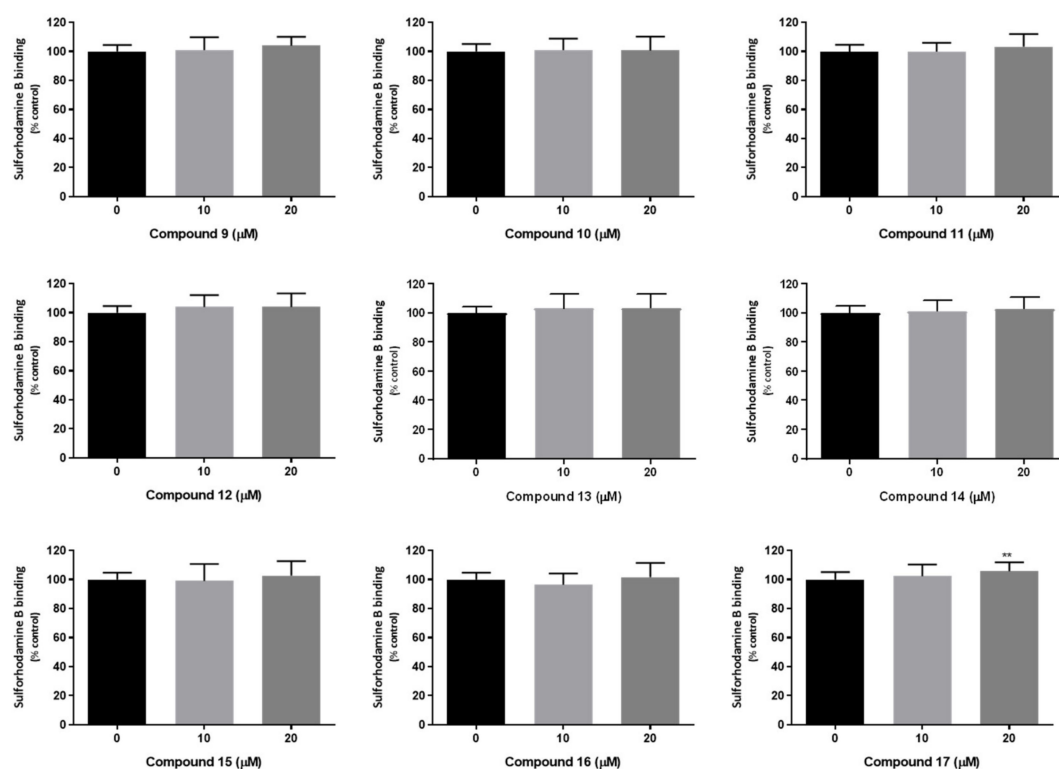 Sulforhodamine B binding
(% control)
120
100
80
60
40
20
0
0 10 20
Compound 9 (μM)
Sulforhodamine B binding
(% control)
120
100
80
60
40
20
0
0 10 20
Compound 10 (μM)
Sulforhodamine B binding
(% control)
120
100
80
60
40
20
0
0 10 20
Compound 11 (μM)
Sulforhodamine B binding
(% control)
120
100
80
60
40
20
0
0 10 20
Compound 12 (μM)
Sulforhodamine B binding
(% control)
120
100
80
60
40
20
0
0 10 20
Compound 13 (μM)
Sulforhodamine B binding
(% control)
120
100
80
60
40
20
0
0 10 20
Compound 14 (μM)
Sulforhodamine B binding
(% control)
120
100
80
60
40
20
0
0 10 20
Compound 15 (μM)
Sulforhodamine B binding
(% control)
120
100
80
60
40
20
0
0 10 20
Compound 16 (μM)
Sulforhodamine B binding
(% control)
120
100
80
60
40
20
0
**
0 10 20
Compound 17 (μM)